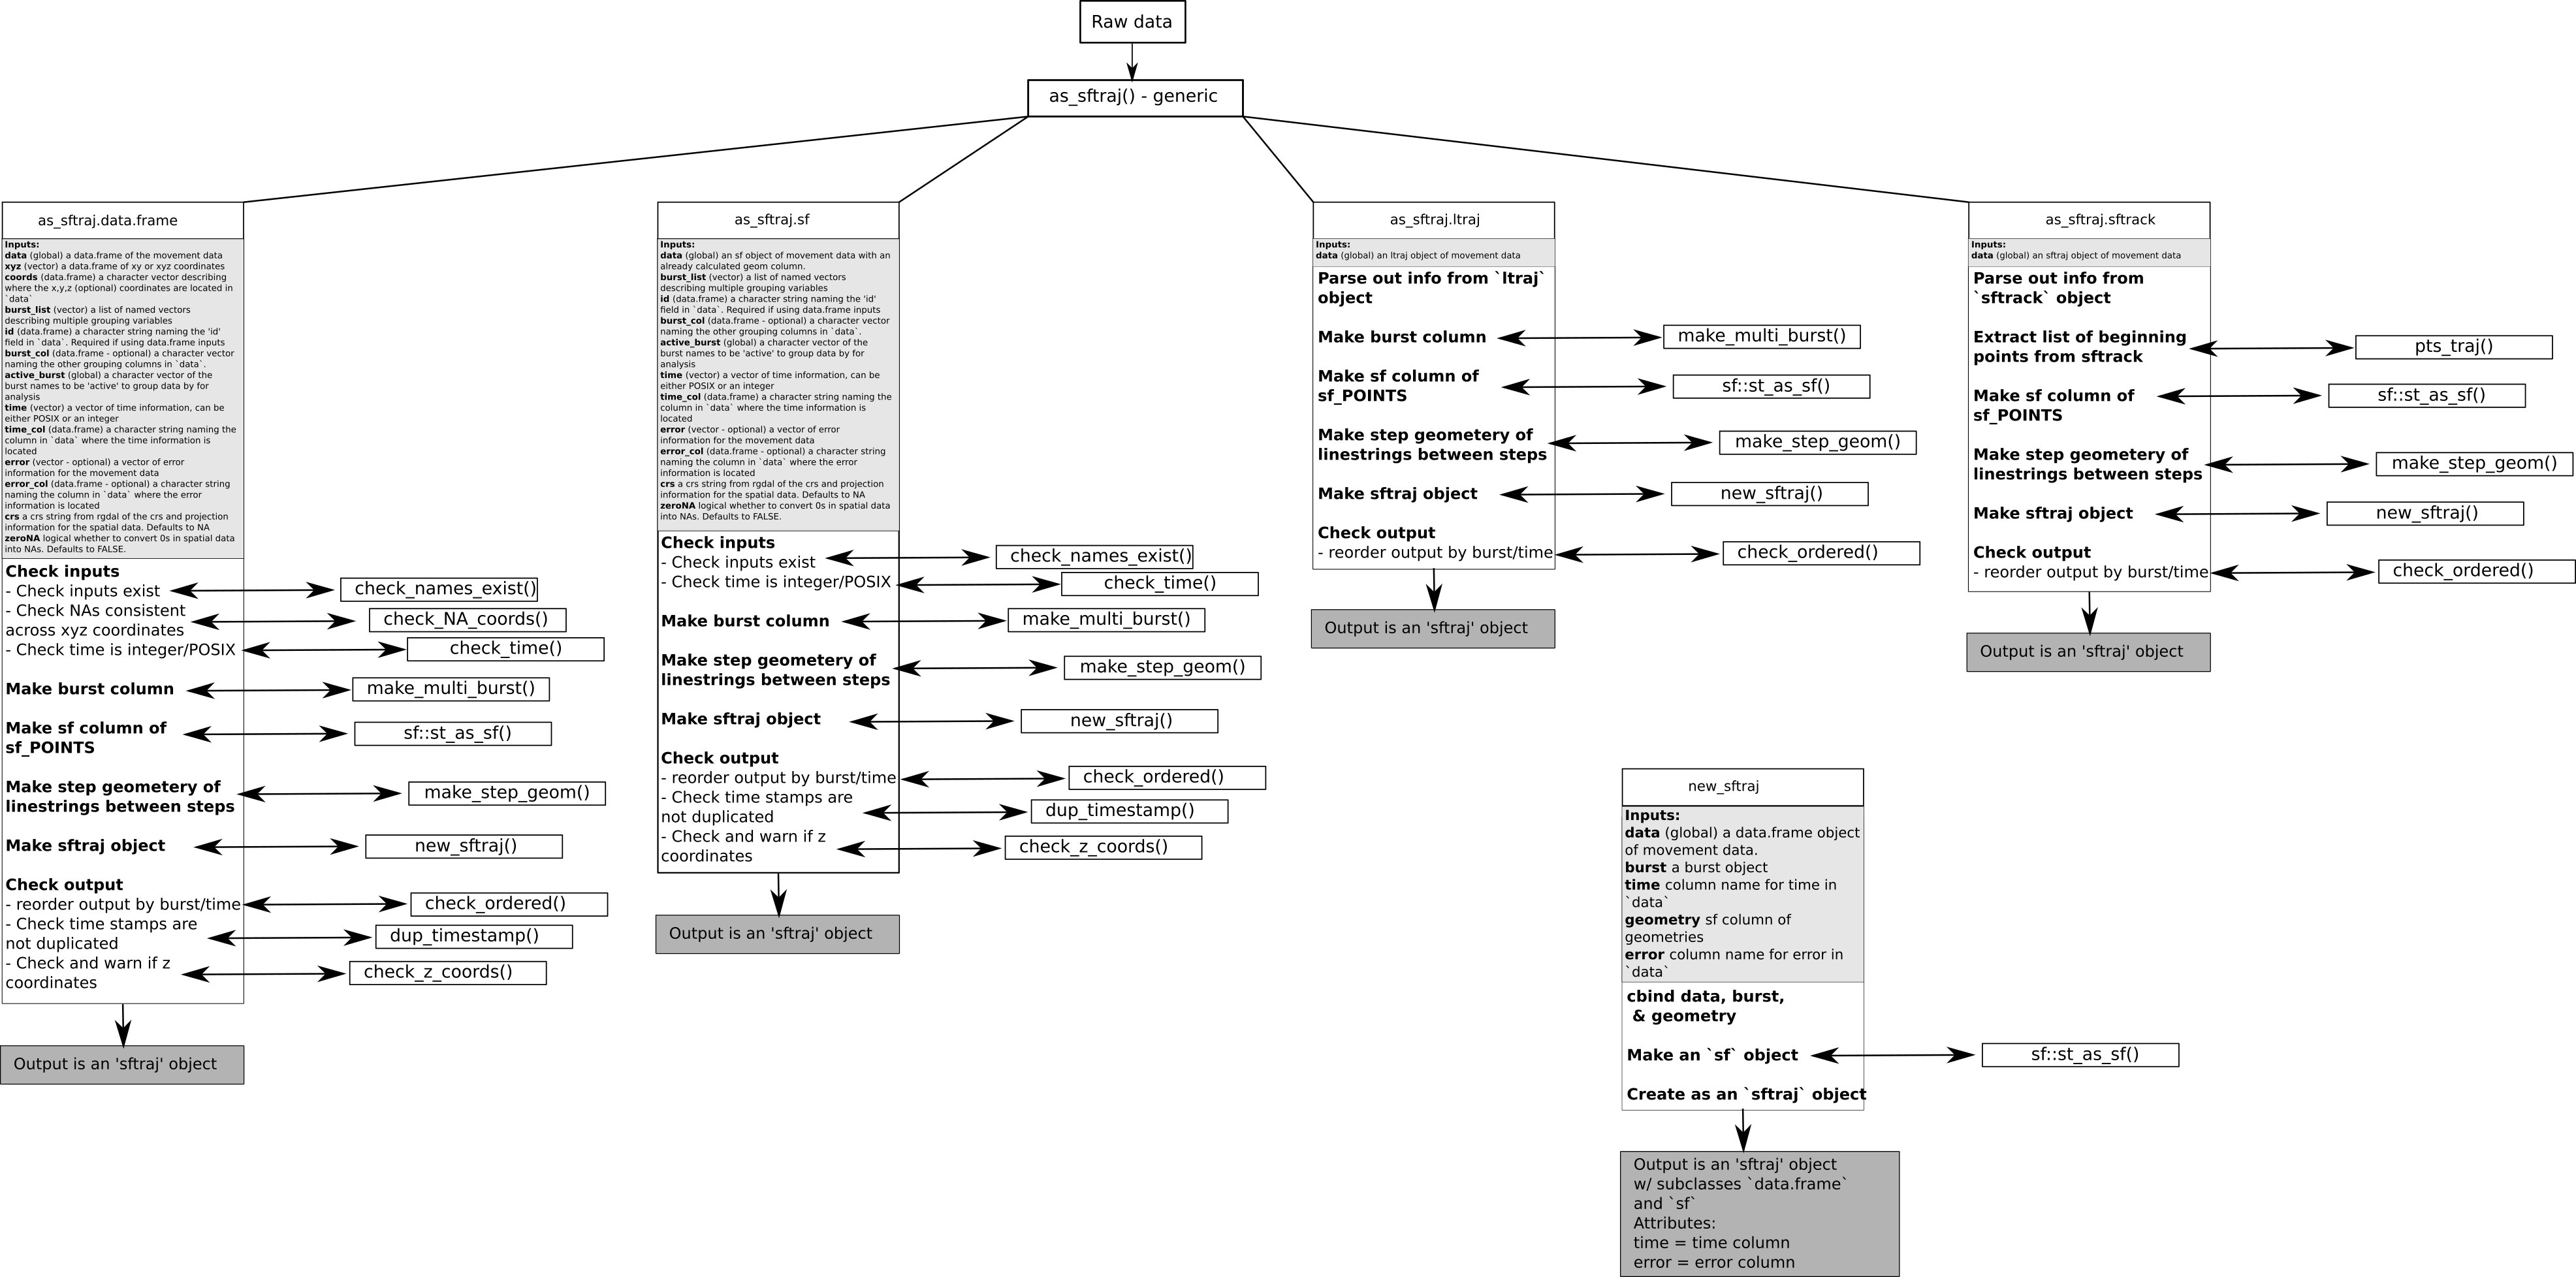 Raw data
as_sftraj() - generic
as_sftraj.data.frame
Inputs:
data (global) a data.frame of the movement data
xyz (vector) a data.frame of xy or xyz coordinates
coords (data.frame) a character vector describing
where the x,y,z (optional) coordinates are located in
`data`
burst_list (vector) a list of named vectors
describing multiple grouping variables
id (data.frame) a character string naming the 'id'
field in `data`. Required if using data.frame inputs
burst_col (data.frame - optional) a character vector
naming the other grouping columns in `data`.
active_burst (global) a character vector of the
burst names to be 'active' to group data by for
analysis
time (vector) a vector of time information, can be
either POSIX or an integer
time_col (data.frame) a character string naming the
column in `data` where the time information is
located
error (vector - optional) a vector of error
information for the movement data
error_col (data.frame - optional) a character string
naming the column in `data` where the error
information is located
crs a crs string from rgdal of the crs and projection
information for the spatial data. Defaults to NA
zeroNA logical whether to convert 0s in spatial data
into NAs. Defaults to FALSE.
Check inputs
- Check inputs exist
check_names_exist()
- Check NAs consistent
across xyz coordinates
check_NA_coords()
- Check time is integer/POSIX
check_time()
Make burst column
make_multi_burst()
Make sf column of
sf_POINTS
sf::st_as_sf()
Make step geometery of
linestrings between steps
make_step_geom()
Make sftraj object
new_sftraj()
Check output
- reorder output by burst/time
check_ordered()
- Check time stamps are
not duplicated
dup_timestamp()
- Check and warn if z
coordinates
check_z_coords()
Output is an 'sftraj' object
as_sftraj.sf
Inputs:
data (global) an sf object of movement data with an
already calculated geom column.
burst_list (vector) a list of named vectors
describing multiple grouping variables
id (data.frame) a character string naming the 'id'
field in `data`. Required if using data.frame inputs
burst_col (data.frame - optional) a character vector
naming the other grouping columns in `data`.
active_burst (global) a character vector of the
burst names to be 'active' to group data by for
analysis
time (vector) a vector of time information, can be
either POSIX or an integer
time_col (data.frame) a character string naming the
column in `data` where the time information is
located
error (vector - optional) a vector of error
information for the movement data
error_col (data.frame - optional) a character string
naming the column in `data` where the error
information is located
crs a crs string from rgdal of the crs and projection
information for the spatial data. Defaults to NA
zeroNA logical whether to convert 0s in spatial data
into NAs. Defaults to FALSE.
Check inputs
- Check inputs exist
check_names_exist()
- Check time is integer/POSIX
check_time()
Make burst column
make_multi_burst()
Make step geometery of
linestrings between steps
make_step_geom()
Make sftraj object
new_sftraj()
Check output
- reorder output by burst/time
check_ordered()
- Check time stamps are
not duplicated
dup_timestamp()
- Check and warn if z
coordinates
check_z_coords()
Output is an 'sftraj' object
as_sftraj.ltraj
Inputs:
data (global) an ltraj object of movement data
Parse out info from `ltraj`
object
Make burst column
make_multi_burst()
Make sf column of
sf_POINTS
sf::st_as_sf()
Make step geometery of
linestrings between steps
make_step_geom()
Make sftraj object
new_sftraj()
Check output
- reorder output by burst/time
check_ordered()
Output is an 'sftraj' object
as_sftraj.sftrack
Inputs:
data (global) an sftraj object of movement data
Parse out info from
`sftrack` object
Extract list of beginning
points from sftrack
pts_traj()
Make sf column of
sf_POINTS
sf::st_as_sf()
Make step geometery of
linestrings between steps
make_step_geom()
Make sftraj object
new_sftraj()
Check output
- reorder output by burst/time
check_ordered()
Output is an 'sftraj' object
new_sftraj
Inputs:
data (global) a data.frame object
of movement data.
burst a burst object
time column name for time in
`data`
geometry sf column of
geometries
error column name for error in
`data`
cbind data, burst,
& geometry
Make an `sf` object
sf::st_as_sf()
Create as an `sftraj` object
Output is an 'sftraj' object
w/ subclasses `data.frame`
and `sf`
Attributes:
time = time column
error = error column